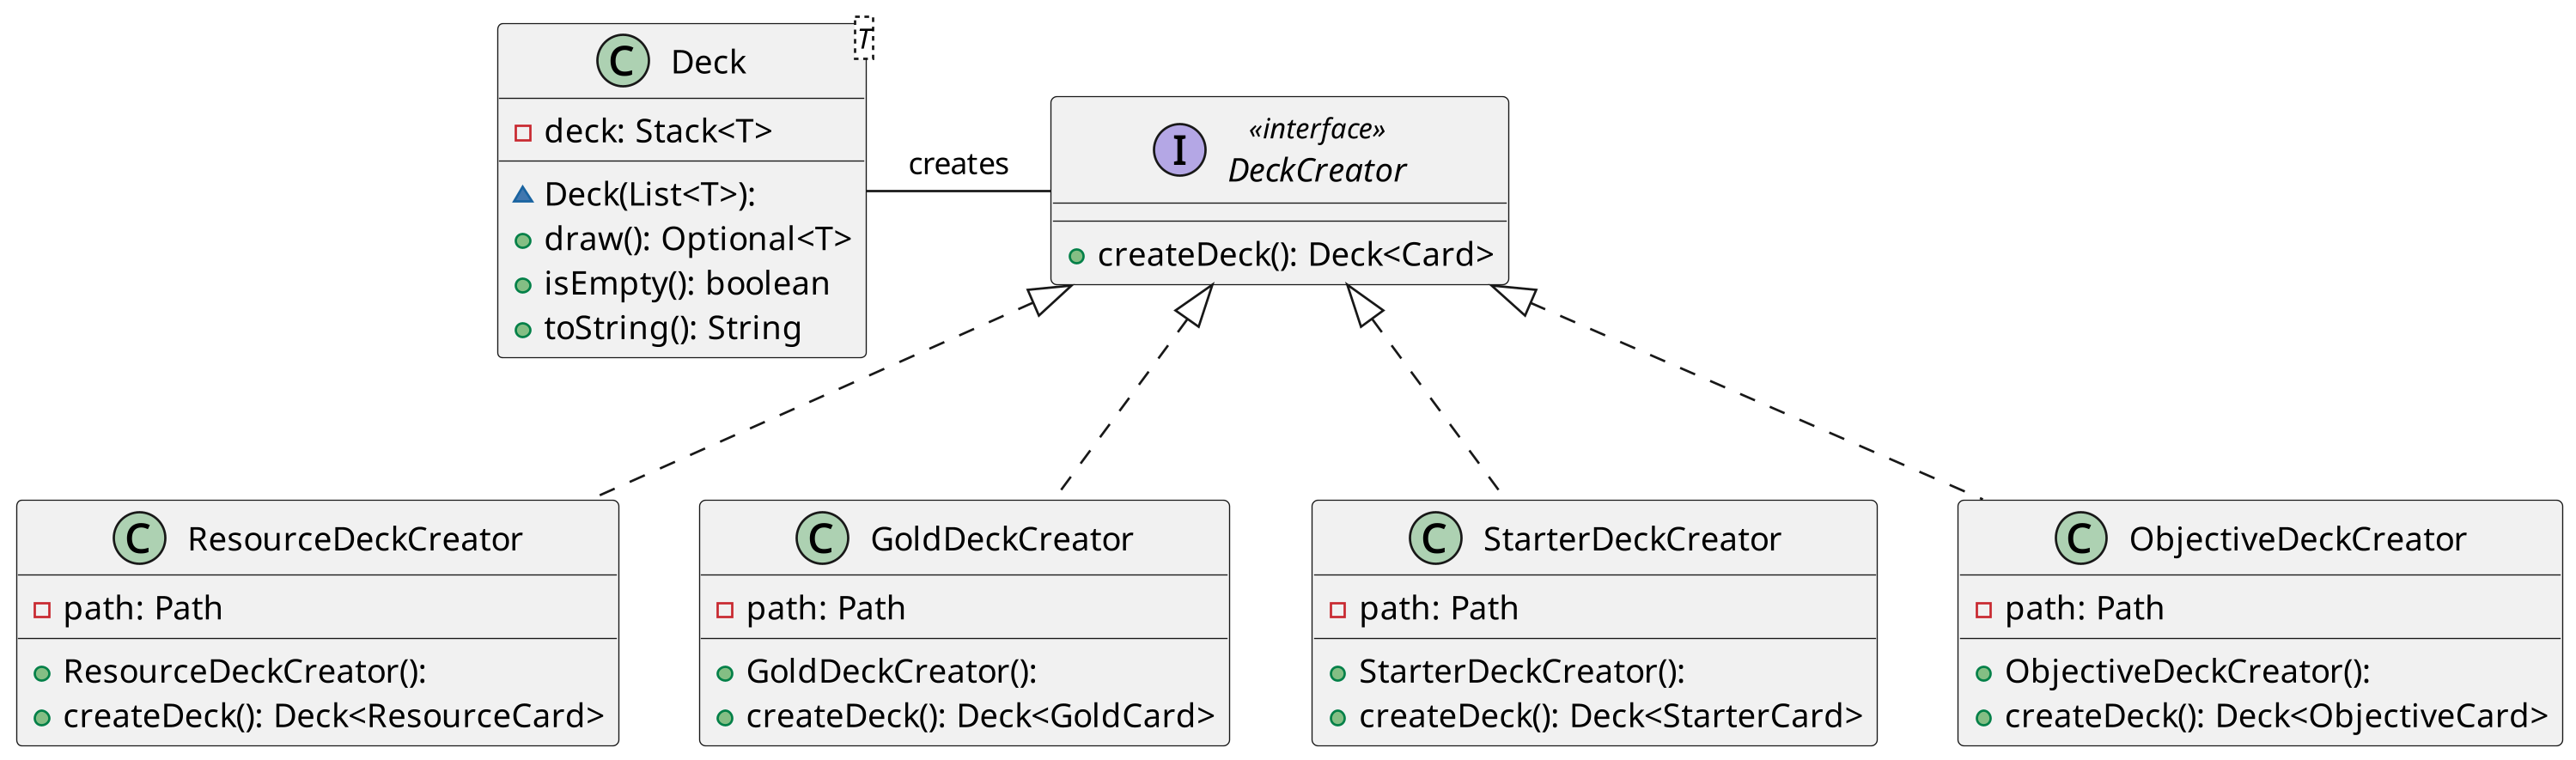 C Deck
T
deck: Stack<T>
Deck(List<T>):
draw(): Optional<T>
isEmpty(): boolean
toString(): String
creates
«interface»
I DeckCreator
createDeck(): Deck<Card>
C ResourceDeckCreator
path: Path
ResourceDeckCreator():
createDeck(): Deck<ResourceCard>
C GoldDeckCreator
path: Path
GoldDeckCreator():
createDeck(): Deck<GoldCard>
C StarterDeckCreator
path: Path
StarterDeckCreator():
createDeck(): Deck<StarterCard>
C ObjectiveDeckCreator
path: Path
ObjectiveDeckCreator():
createDeck(): Deck<ObjectiveCard>